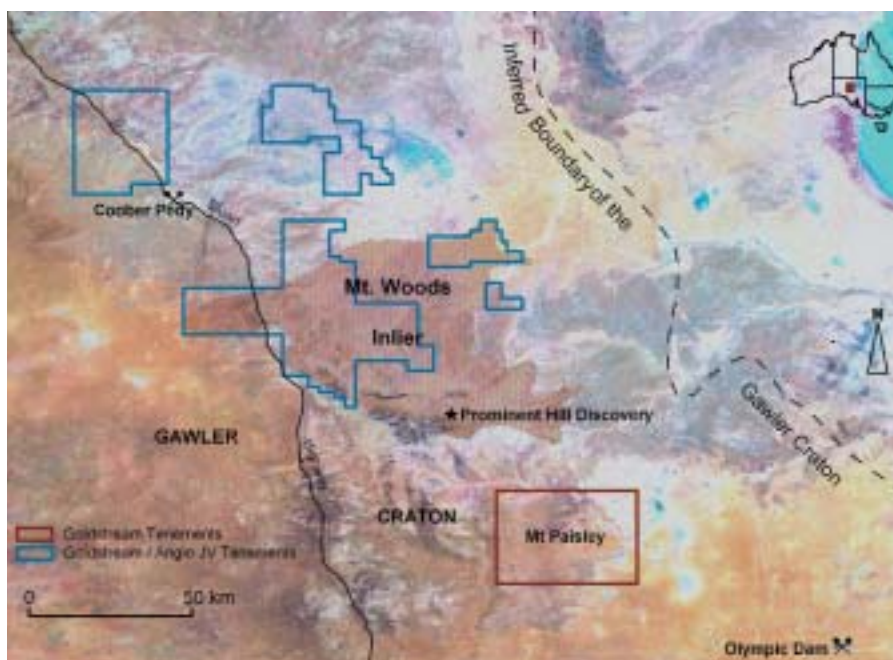 Inferred Boundary of the
Coober Pedy
Mt. Woods
Inlier
N
Prominent Hill Discovery
GAWLER
Gawler Craton
CRATON
Mt Paisley
Goldstream Tenements
Goldstream / Anglo JV Tenements
0 50 km
Olympic Dam